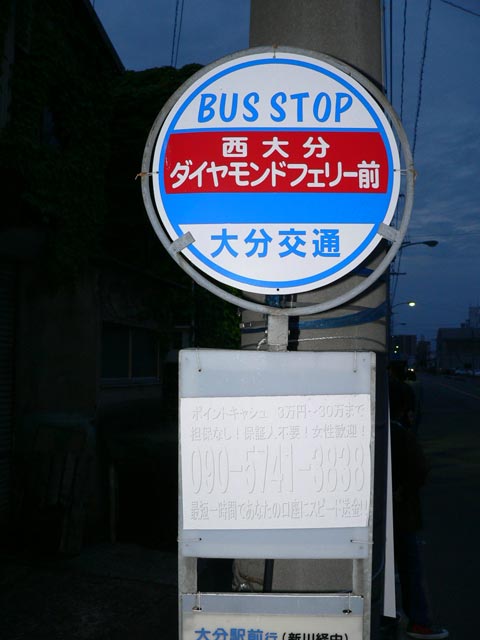 BUS STOP
西大分
ダイヤモンドフェリー前
大分交通
ポイントキャシュ 3万円〜30万まで
担保なし!保証人不要!女性歓迎!
090-5741-3838
最短一時間であなたの口座にスピード送金!
大分駅前行(新川経由)